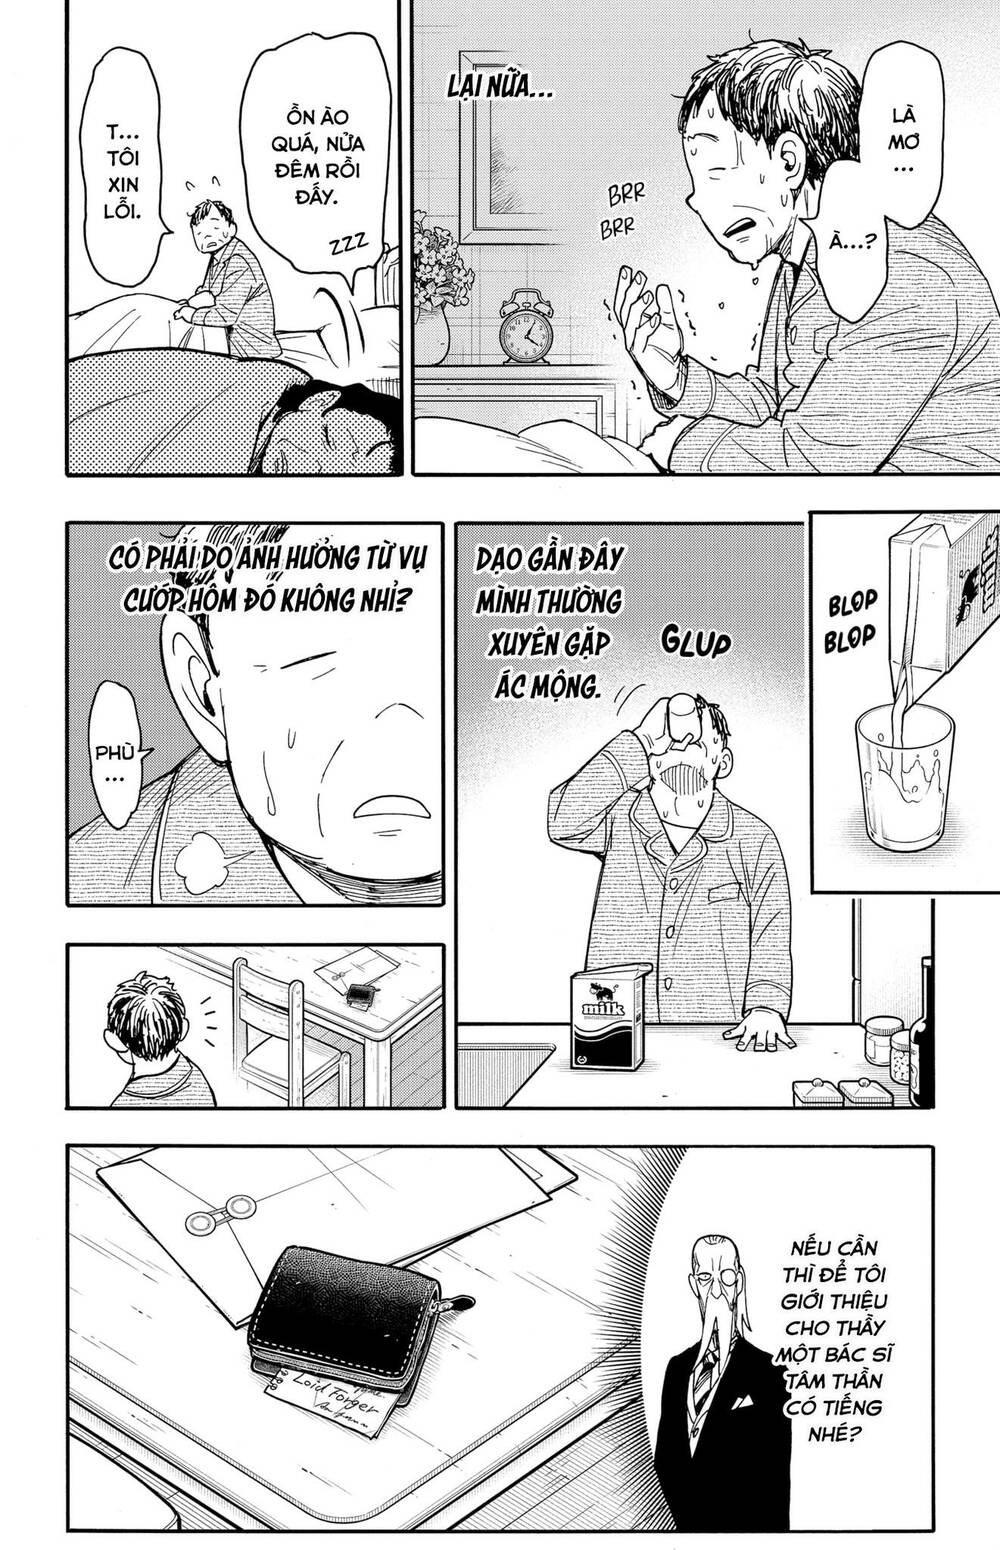 LÀ
MƠ
...
À...?
LẠI NỮA...
BRR
BRR
ỒN ÀO
QUÁ, NỬA
ĐÊM RỒI
ĐẤY.
ZZZ
T...
TÔI
XIN
LỖI.
milk
BLOP
BLOP
DẠO GẦN ĐÂY
MÌNH THƯỜNG
XUYÊN GẶP
ÁC MỘNG.
GLUP
milk
CÓ PHẢI DO ẢNH HƯỞNG TỪ VỤ
CƯỚP HÔM ĐÓ KHÔNG NHỈ?
PHÙ
...
NẾU CẦN
THÌ ĐỂ TÔI
GIỚI THIỆU
CHO THẦY
MỘT BÁC SĨ
TÂM THẦN
CÓ TIẾNG
NHÉ?
Loid Forger